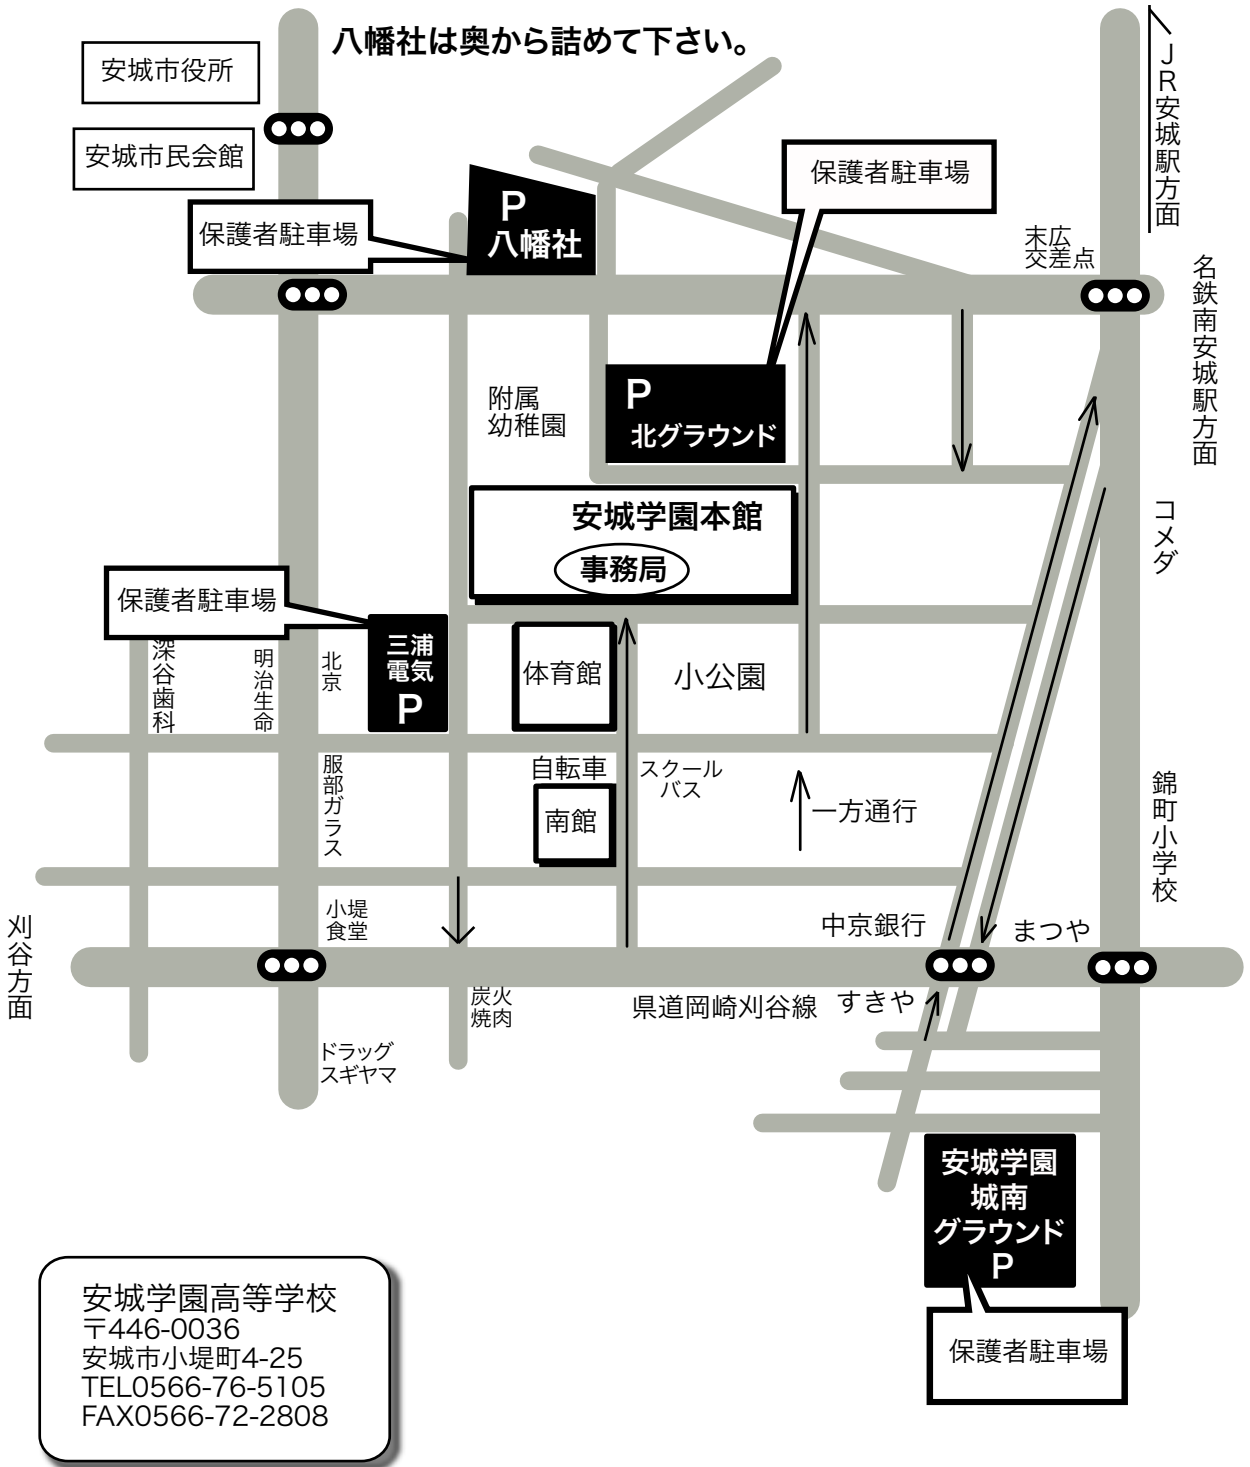 八幡社は奥から詰めて下さい。
安城市役所
安城市民会館
JR安城駅方面
保護者駐車場
保護者駐車場
P
八幡社
末広
交差点
名鉄南安城駅方面
附属
幼稚園
P
北グラウンド
安城学園本館
事務局
コメダ
保護者駐車場
三浦
電気
P
深谷歯科
明治生命
北京
体育館
小公園
服部ガラス
自転車
スクール
バス
南館
一方通行
錦町小学校
小堤
食堂
刈谷方面
中京銀行
まつや
炭火
焼肉
県道岡崎刈谷線
すきや
ドラッグ
スギヤマ
安城学園
城南
グラウンド
P
保護者駐車場
安城学園高等学校
〒446-0036
安城市小堤町4-25
TEL0566-76-5105
FAX0566-72-2808